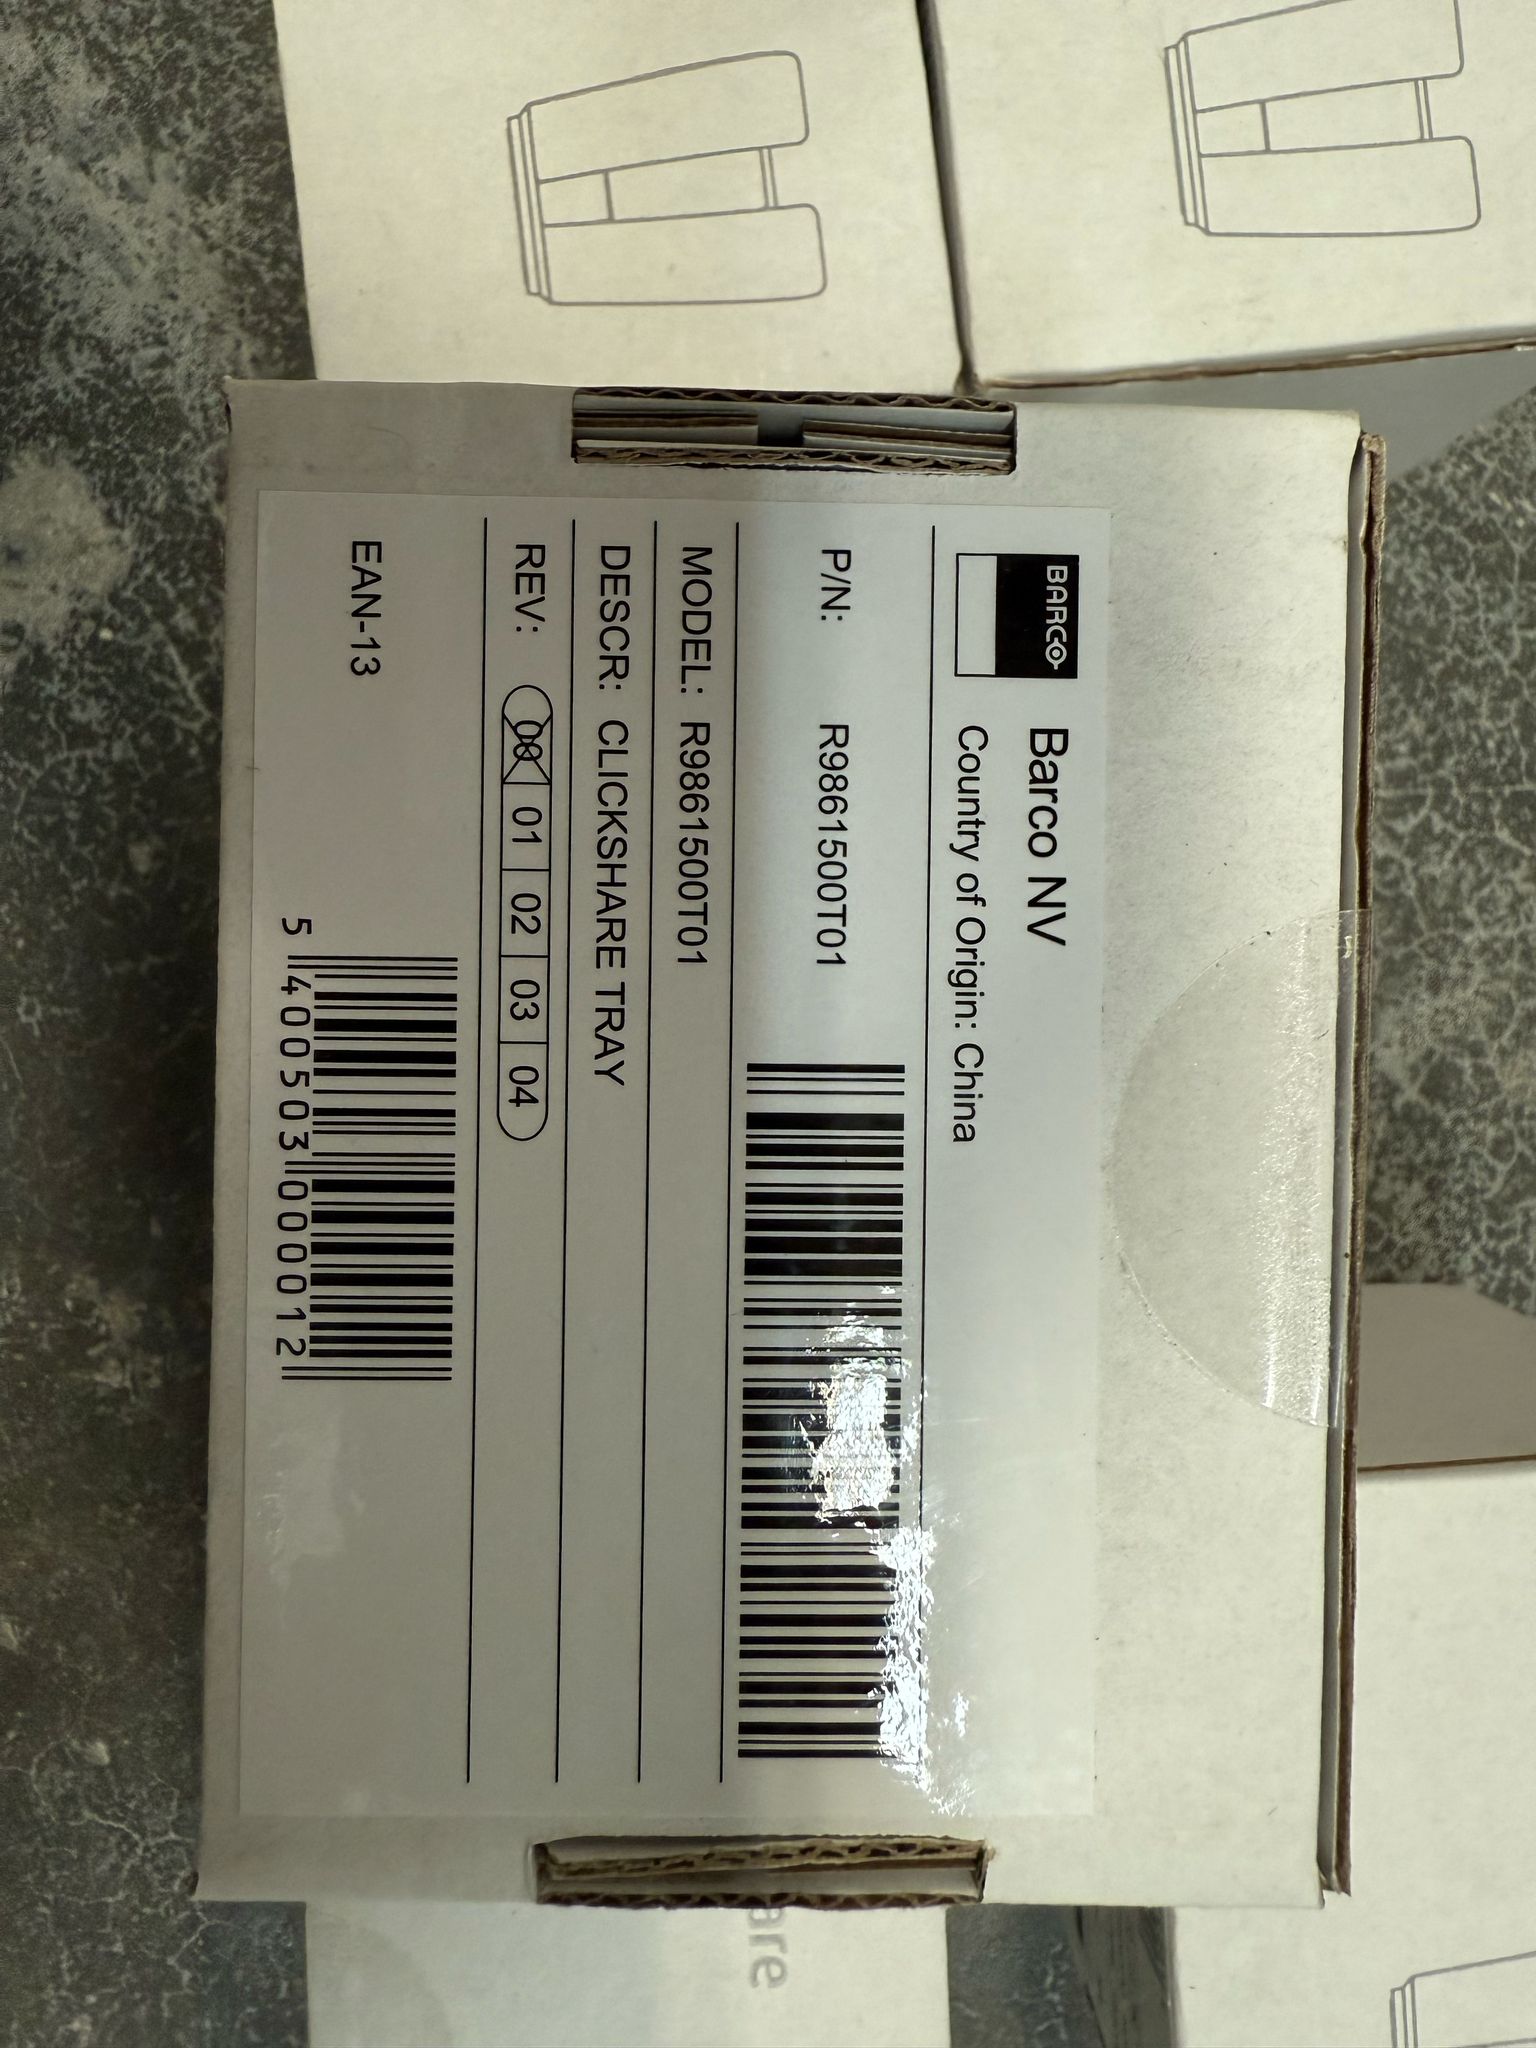 BARCO
Barco NV
Country of Origin: China
P/N: R9861500T01
MODEL: R9861500T01
DESCR: CLICKSHARE TRAY
REV: 00 01 02 03 04
EAN-13
5 400503 000012
are